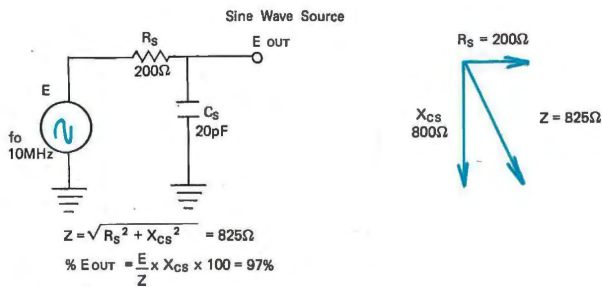 Sine Wave Source
RS
200Ω
E OUT
E
fo
10MHz
CS
20pF
Z = √RS² + XCS² = 825Ω
% EOUT = E/Z x XCS x 100 = 97%
RS = 200Ω
XCS
800Ω
Z = 825Ω